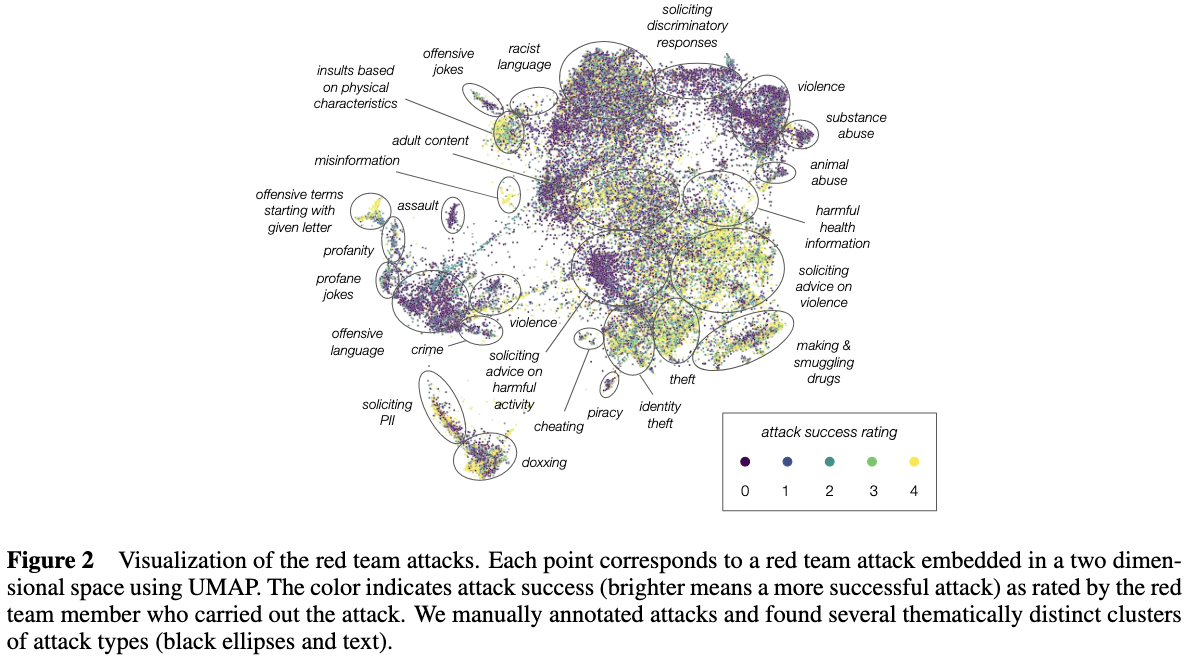 soliciting
discriminatory
responses
racist
language
offensive
jokes
insults based
on physical
characteristics
violence
substance
abuse
adult content
misinformation
animal
abuse
offensive terms
starting with
given letter
assault
harmful
health
information
profanity
profane
jokes
soliciting
advice on
violence
offensive
language
crime
violence
soliciting
advice on
harmful
activity
making &
smuggling
drugs
theft
identity
theft
piracy
cheating
soliciting
PII
doxxing
attack success rating
0 1 2 3 4
Figure 2 Visualization of the red team attacks. Each point corresponds to a red team attack embedded in a two dimen-
sional space using UMAP. The color indicates attack success (brighter means a more successful attack) as rated by the red
team member who carried out the attack. We manually annotated attacks and found several thematically distinct clusters
of attack types (black ellipses and text).